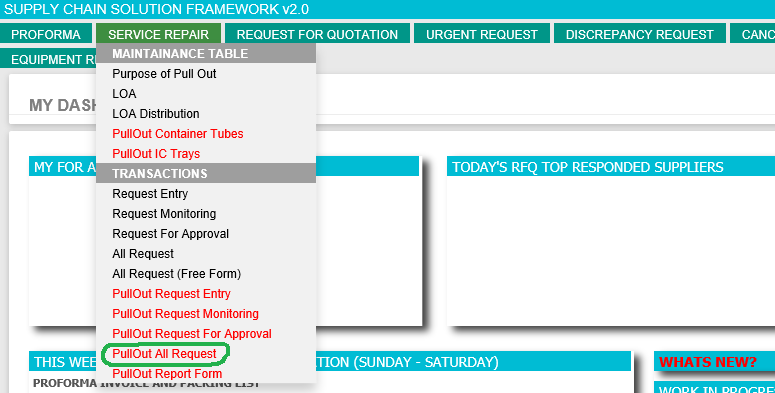 SUPPLY CHAIN SOLUTION FRAMEWORK v2.0
PROFORMA SERVICE REPAIR REQUEST FOR QUOTATION URGENT REQUEST DISCREPANCY REQUEST CANC
EQUIPMENT R
MAINTAINANCE TABLE
Purpose of Pull Out
LOA
LOA Distribution
PullOut Container Tubes
PullOut IC Trays
TRANSACTIONS
Request Entry
Request Monitoring
Request For Approval
All Request
All Request (Free Form)
PullOut Request Entry
PullOut Request Monitoring
PullOut Request For Approval
PullOut All Request
PullOut Report Form
MY DASH
MY FOR A
TODAY'S RFQ TOP RESPONDED SUPPLIERS
THIS WEE TION (SUNDAY - SATURDAY)
WHATS NEW?
PROFORMA INVOICE AND PACKING LIST
WORK IN PROGRESS